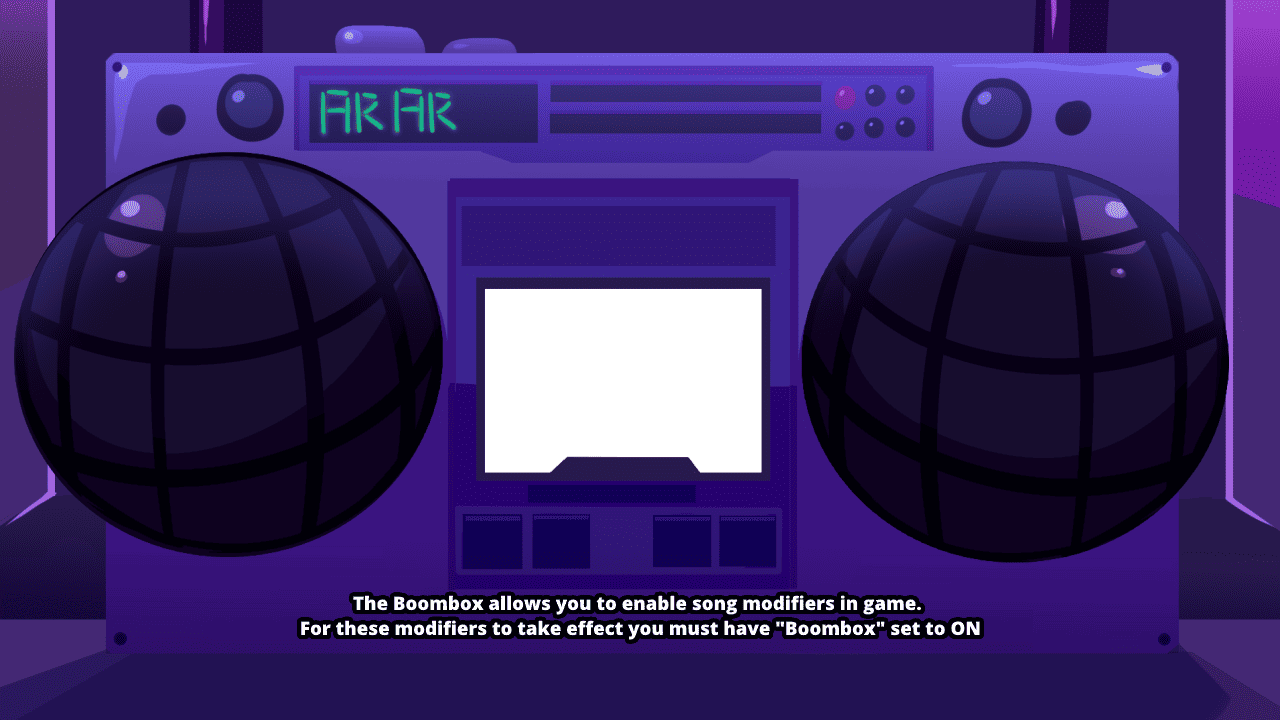 ARAR
The Boombox allows you to enable song modifiers in game.
For these modifiers to take effect you must have "Boombox" set to ON